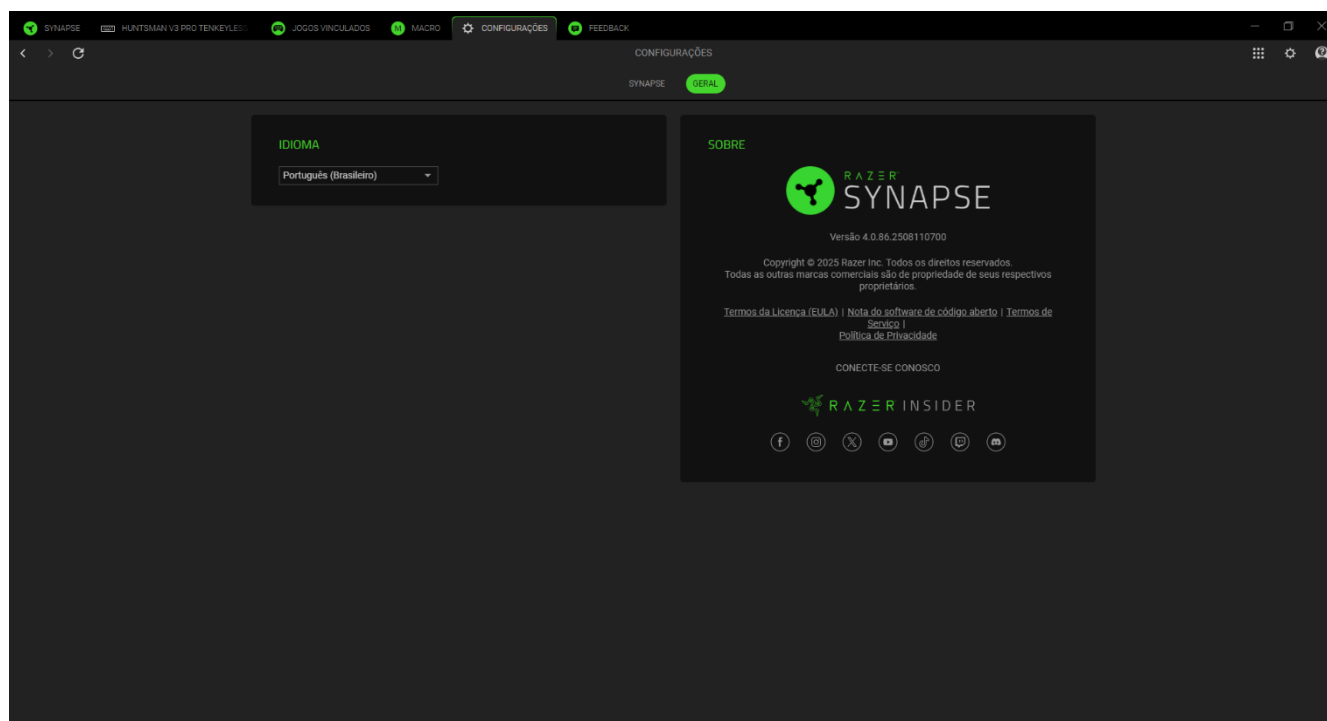 SYNAPSE
HUNTSMAN V3 PRO TENKEYLESS
JOGOS VINCULADOS
M
MACRO
CONFIGURAÇÕES
FEEDBACK
CONFIGURAÇÕES
SYNAPSE
GERAL
IDIOMA
Português (Brasileiro)
SOBRE
RAZER
SYNAPSE
Versão 4.0.86.2508110700
Copyright © 2025 Razer Inc. Todos os direitos reservados.
Todas as outras marcas comerciais são de propriedade de seus respectivos
proprietários.
Termos da Licença (EULA) | Nota do software de código aberto | Termos de
Serviço |
Política de Privacidade
CONECTE-SE CONOSCO
RAZER INSIDER